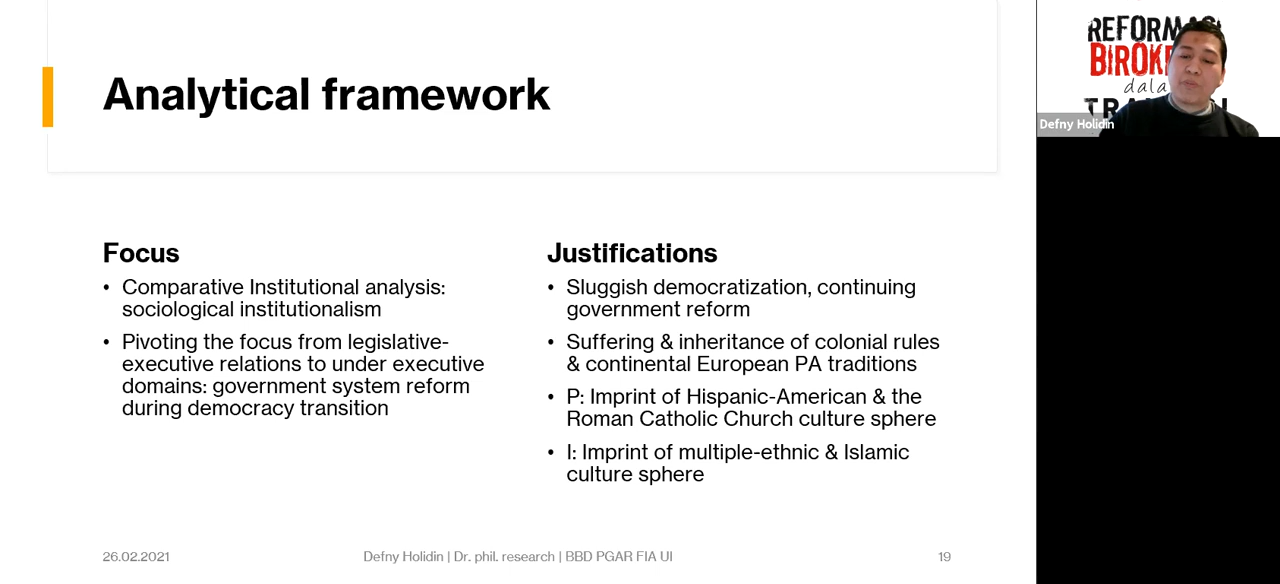 Analytical framework
Focus
• Comparative Institutional analysis:
sociological institutionalism
• Pivoting the focus from legislative-
executive relations to under executive
domains: government system reform
during democracy transition
Justifications
• Sluggish democratization, continuing
government reform
• Suffering & inheritance of colonial rules
& continental European PA traditions
• P: Imprint of Hispanic-American & the
Roman Catholic Church culture sphere
• I: Imprint of multiple-ethnic & Islamic
culture sphere
26.02.2021
Defny Holidin | Dr. phil. research | BBD PGAR FIA UI
19
Defny Holidin